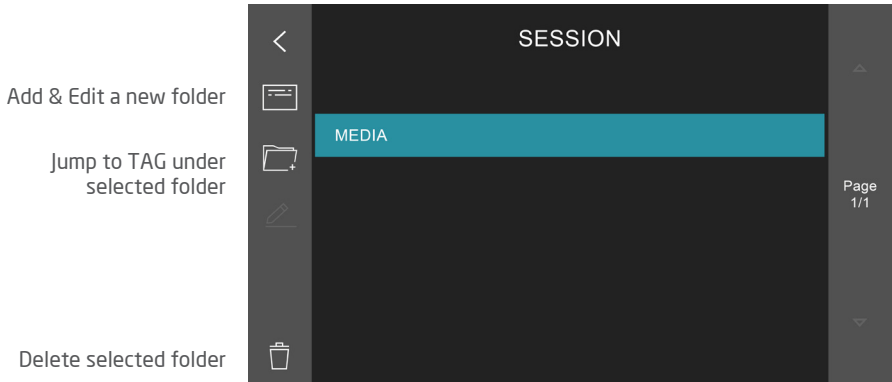 SESSION
Add & Edit a new folder
MEDIA
Jump to TAG under
selected folder
Page
1/1
Delete selected folder